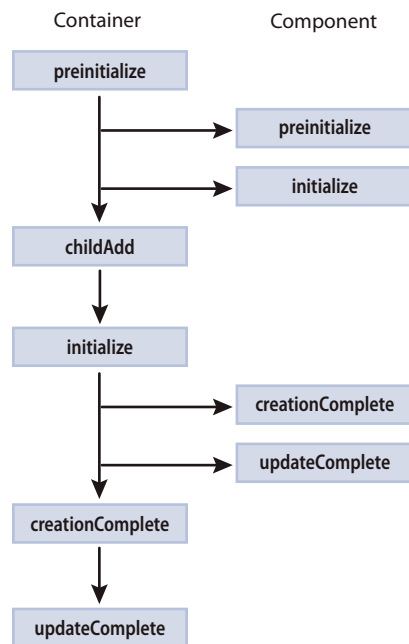 Container Component
preinitialize
preinitialize
initialize
childAdd
initialize
creationComplete
updateComplete
creationComplete
updateComplete